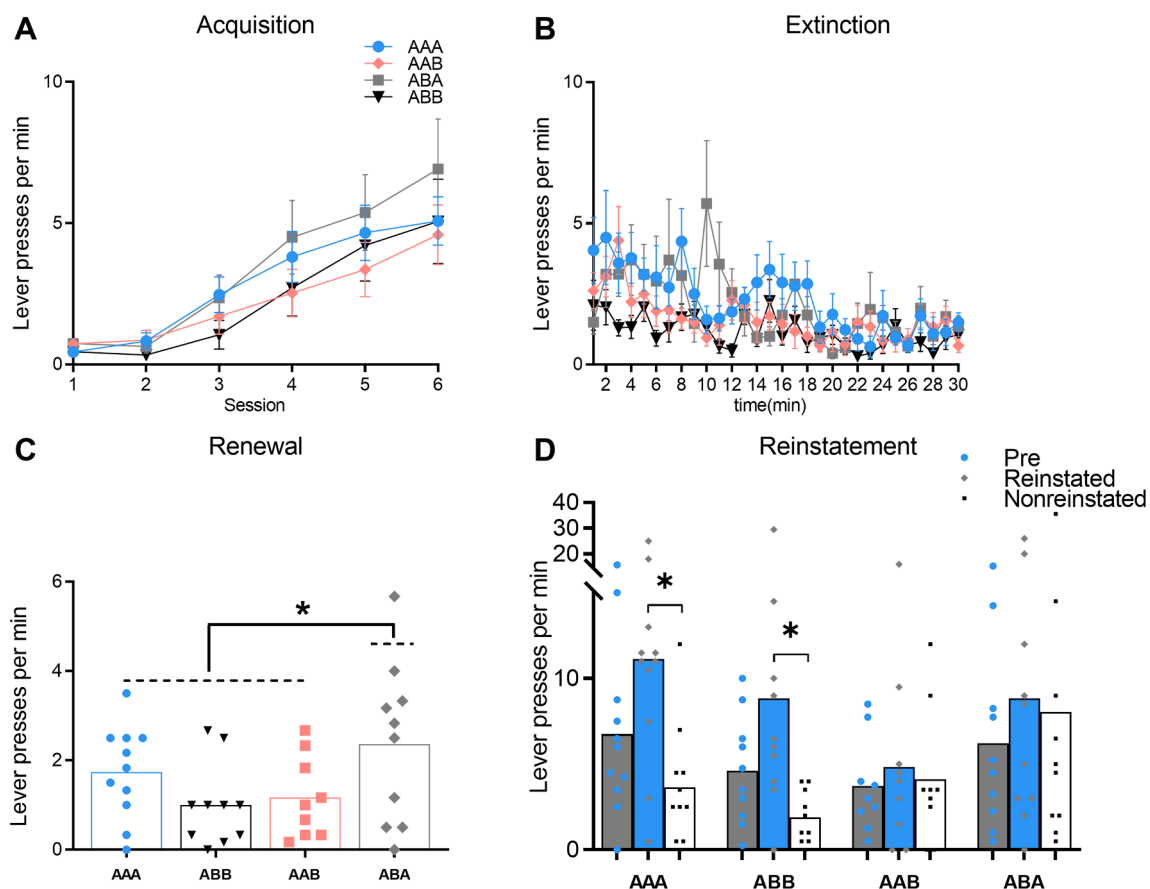 A
Acquisition
AAA
AAB
ABA
ABB
Lever presses per min
10
5
0
1 2 3 4 5 6
Session
B
Extinction
Lever presses per min
10
5
0
2 4 6 8 10 12 14 16 18 20 22 24 26 28 30
time(min)
C
Renewal
Lever presses per min
6
4
2
0
*
AAA ABB AAB ABA
D
Reinstatement
Pre
Reinstated
Nonreinstated
Lever presses per min
40
30
20
10
0
*
*
AAA ABB AAB ABA